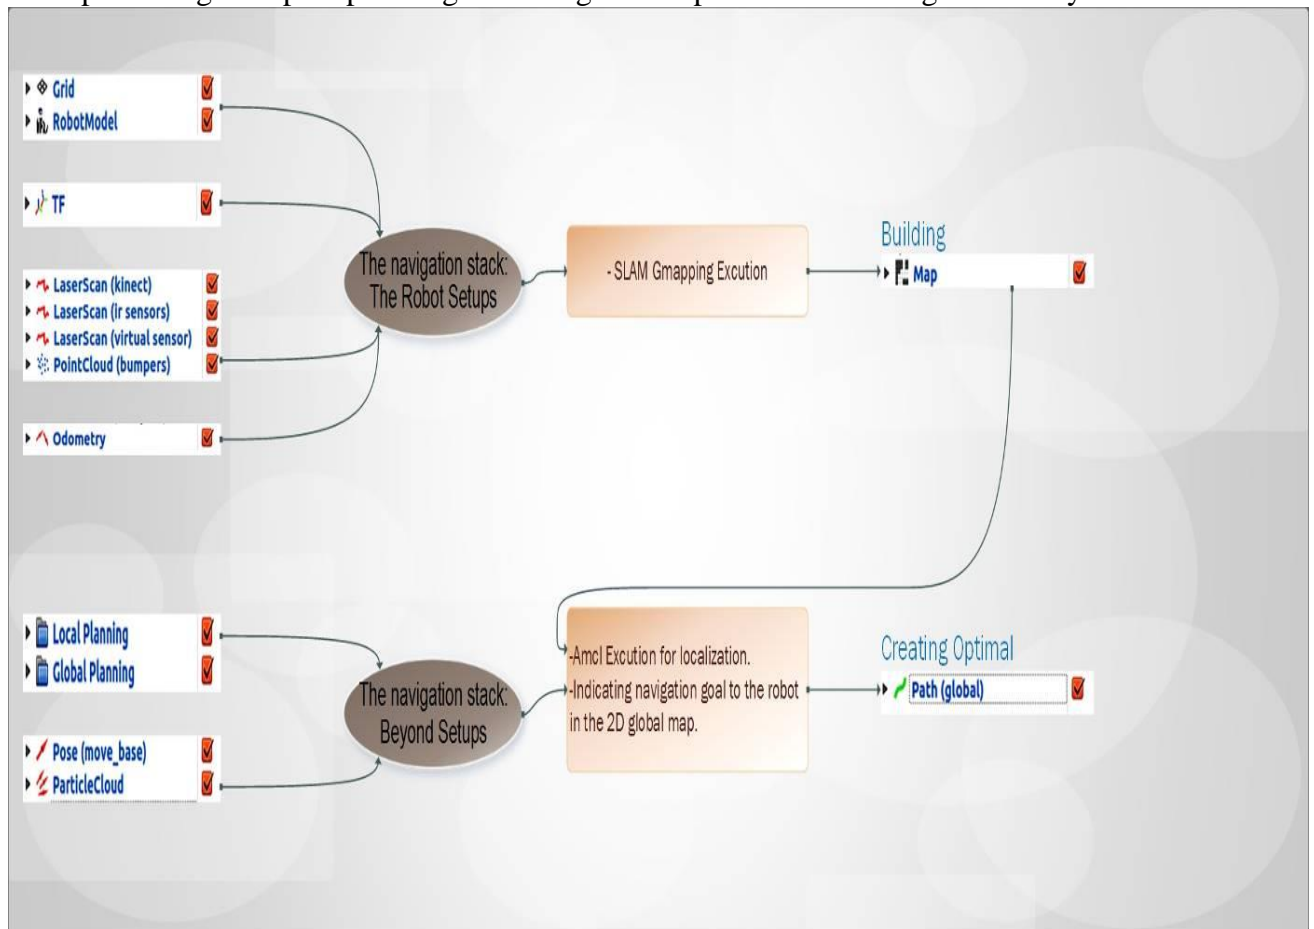 Grid
RobotModel
TF
LaserScan (kinect)
LaserScan (ir sensors)
LaserScan (virtual sensor)
PointCloud (bumpers)
Odometry
The navigation stack:
The Robot Setups
- SLAM Gmapping Excution
Building
Map
Local Planning
Global Planning
Pose (move_base)
ParticleCloud
The navigation stack:
Beyond Setups
-Amcl Excution for localization.
-Indicating navigation goal to the robot
in the 2D global map.
Creating Optimal
Path (global)